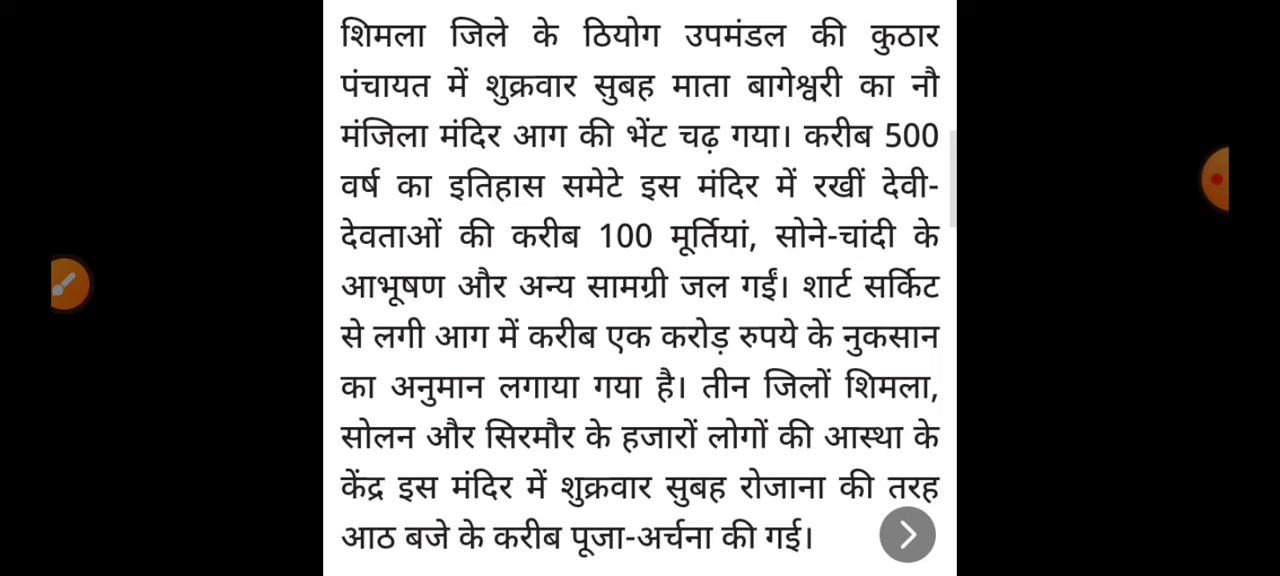 शिमला जिले के ठियोग उपमंडल की कुठार
पंचायत में शुक्रवार सुबह माता बागेश्वरी का नौ
मंजिला मंदिर आग की भेंट चढ़ गया। करीब 500
वर्ष का इतिहास समेटे इस मंदिर में रखीं देवी-
देवताओं की करीब 100 मूर्तियां, सोने-चांदी के
आभूषण और अन्य सामग्री जल गईं। शार्ट सर्किट
से लगी आग में करीब एक करोड़ रुपये के नुकसान
का अनुमान लगाया गया है। तीन जिलों शिमला,
सोलन और सिरमौर के हजारों लोगों की आस्था के
केंद्र इस मंदिर में शुक्रवार सुबह रोजाना की तरह
आठ बजे के करीब पूजा-अर्चना की गई।